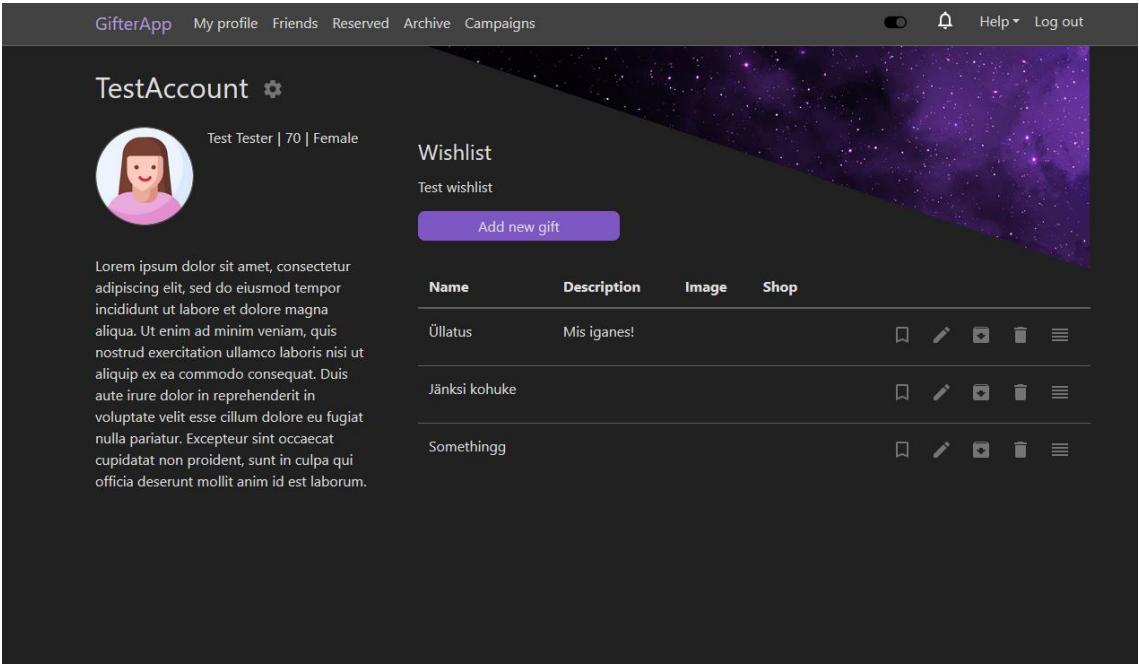 GifterApp My profile Friends Reserved Archive Campaigns Help Log out
TestAccount
Test Tester | 70 | Female
Lorem ipsum dolor sit amet, consectetur
adipiscing elit, sed do eiusmod tempor
incididunt ut labore et dolore magna
aliqua. Ut enim ad minim veniam, quis
nostrud exercitation ullamco laboris nisi ut
aliquip ex ea commodo consequat. Duis
aute irure dolor in reprehenderit in
voluptate velit esse cillum dolore eu fugiat
nulla pariatur. Excepteur sint occaecat
cupidatat non proident, sunt in culpa qui
officia deserunt mollit anim id est laborum.
Wishlist
Test wishlist
Add new gift
Name Description Image Shop
Üllatus Mis iganes!
Jänksi kohuke
Somethingg